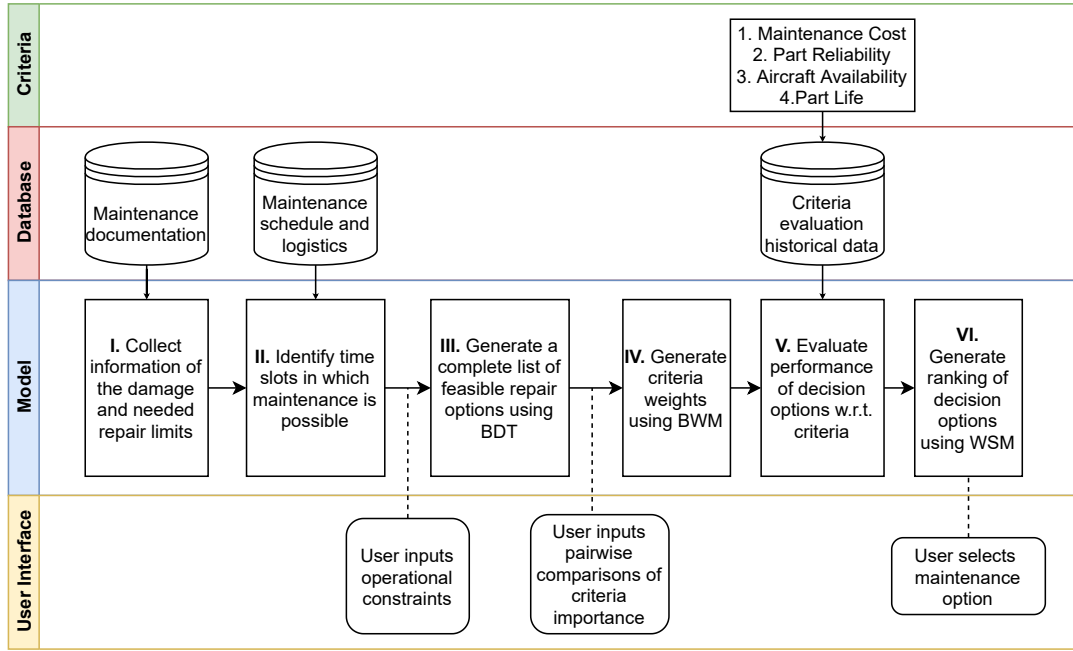 Criteria
1. Maintenance Cost
2. Part Reliability
3. Aircraft Availability
4.Part Life
Database
Maintenance
documentation
Maintenance
schedule and
logistics
Criteria
evaluation
historical data
Model
I. Collect
information of
the damage
and needed
repair limits
II. Identify time
slots in which
maintenance is
possible
III. Generate a
complete list of
feasible repair
options using
BDT
IV. Generate
criteria
weights
using BWM
V. Evaluate
performance
of decision
options w.r.t.
criteria
VI.
Generate
ranking of
decision
options
using WSM
User Interface
User inputs
operational
constraints
User inputs
pairwise
comparisons of
criteria
importance
User selects
maintenance
option